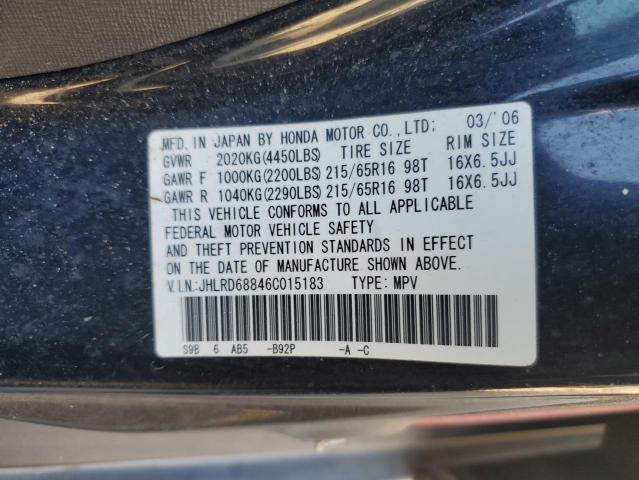 MFD. IN JAPAN BY HONDA MOTOR CO.,LTD: 03/'06
GVWR 2020KG(4450LBS) TIRE SIZE RIM SIZE
GAWR F 1000KG(2200LBS) 215/65R16 98T 16X6.5JJ
GAWR R 1040KG(2290LBS) 215/65R16 98T 16X6.5JJ
THIS VEHICLE CONFORMS TO ALL APPLICABLE
FEDERAL MOTOR VEHICLE SAFETY
AND THEFT PREVENTION STANDARDS IN EFFECT
ON THE DATE OF MANUFACTURE SHOWN ABOVE.
V.I.N.:JHLRD68846C015183 TYPE: MPV
S9B 6 AB5 -B92P -A -C